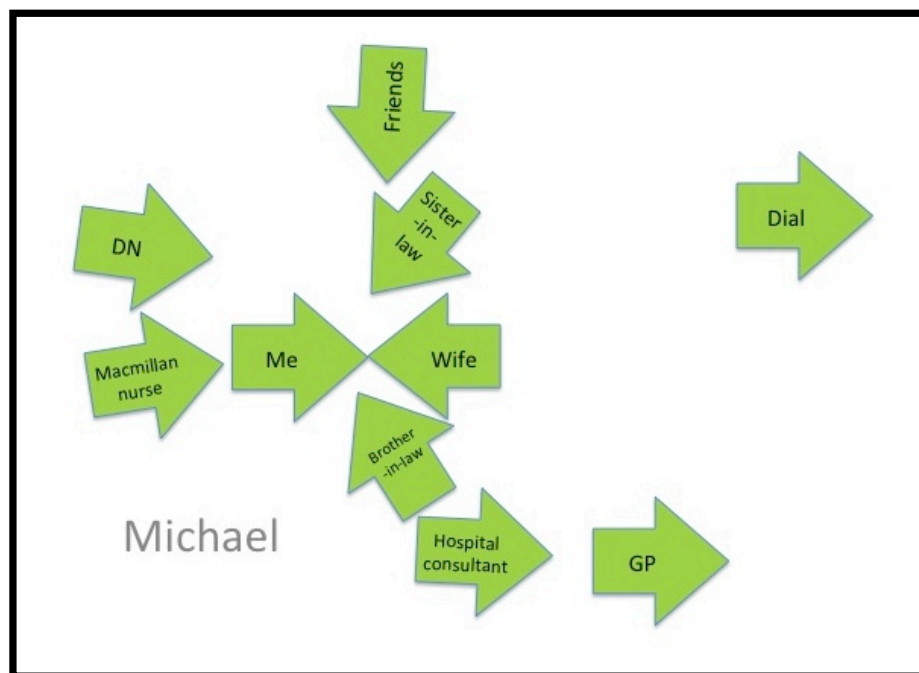 Friends
Sister
-in-
law
Dial
DN
Me
Wife
Macmillan
nurse
Brother
-in-law
Michael
Hospital
consultant
GP